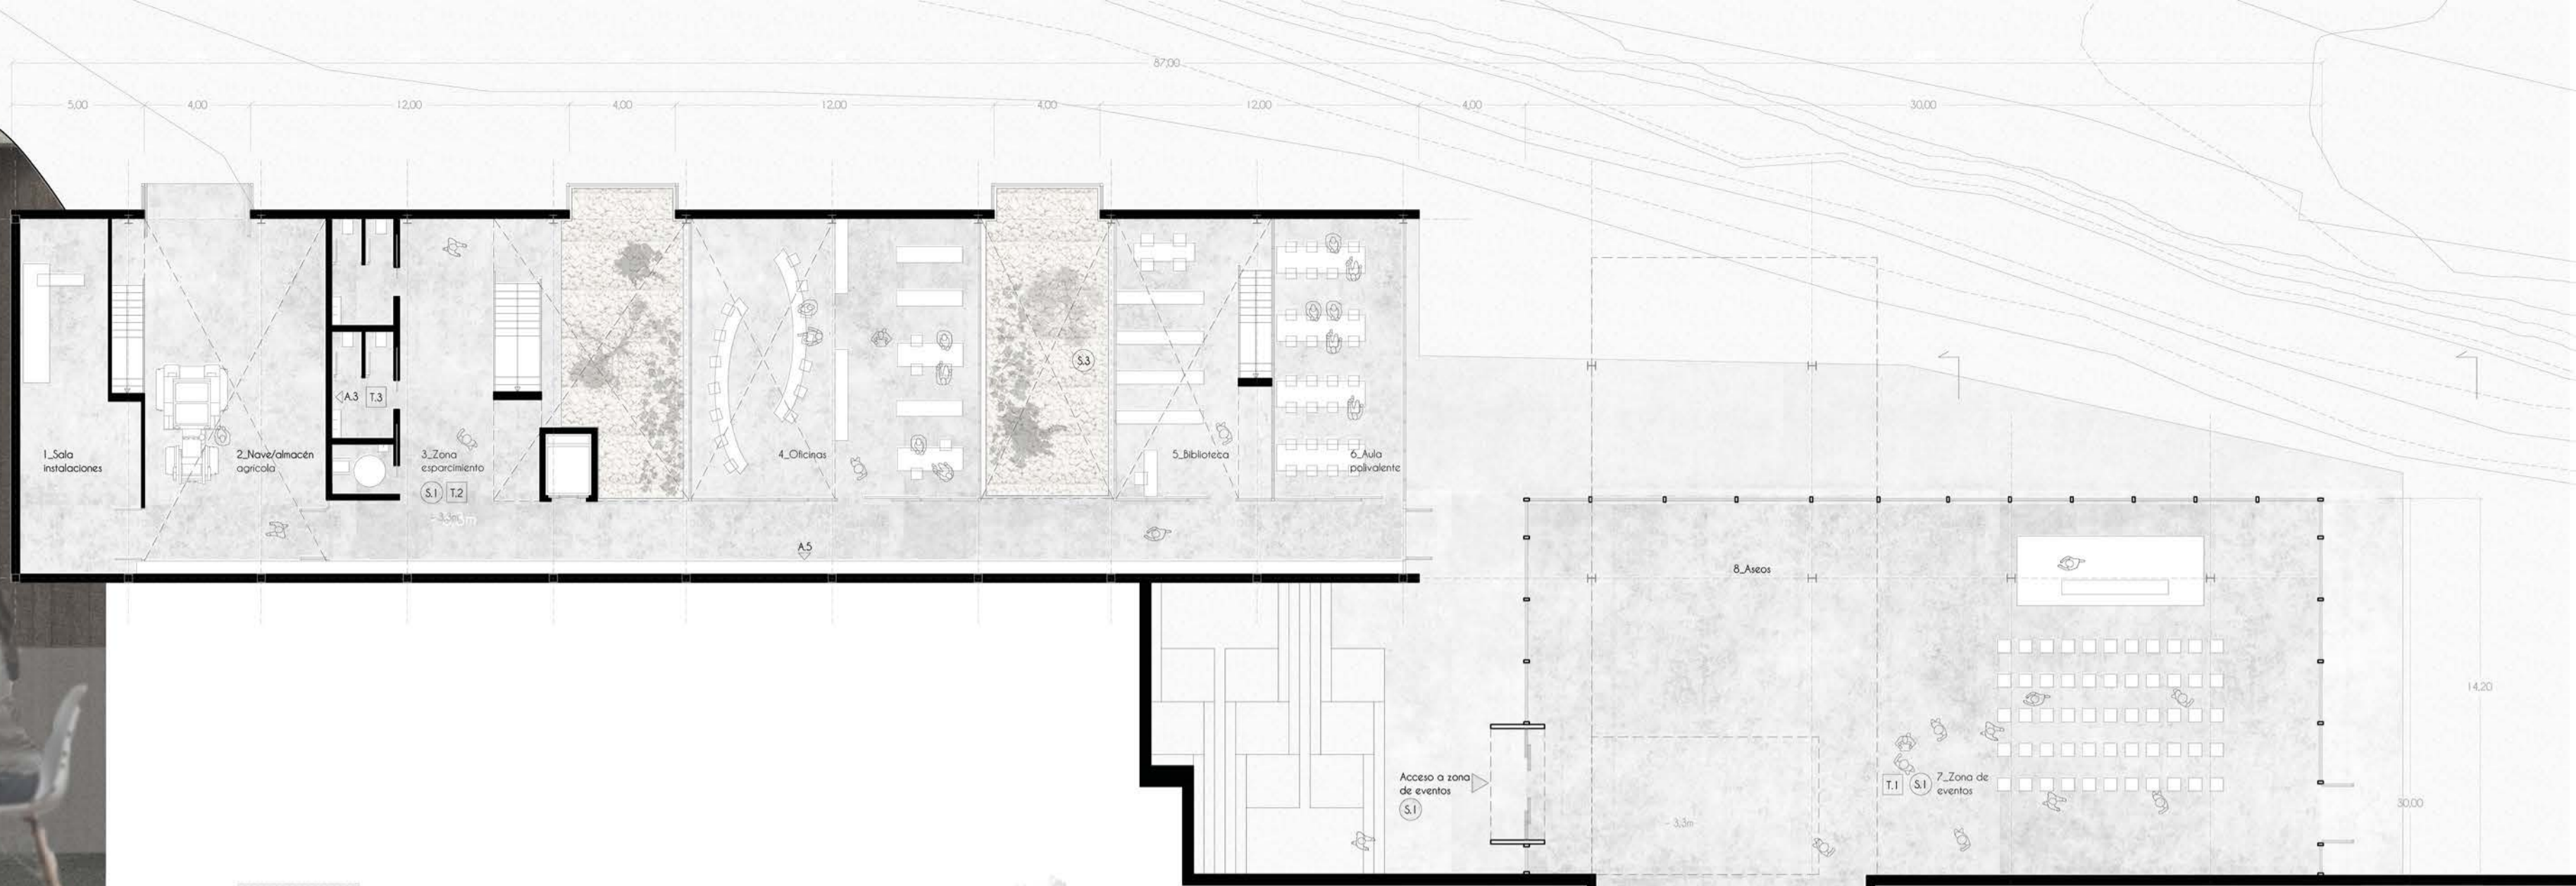 87,00
5,00
4,00
12,00
4,00
12,00
4,00
12,00
4,00
30,00
S.3
A.3
T.3
1_Sala
instalaciones
2_Nave/almacén
agrícola
3_Zona
esparcimiento
S.1
T.2
4_Oficinas
5_Biblioteca
6_Aula
polivalente
A.5
8_Aseos
14,20
Acceso a zona
de eventos
S.1
T.1
S.1
7_Zona de
eventos
30,00
- 3,3m